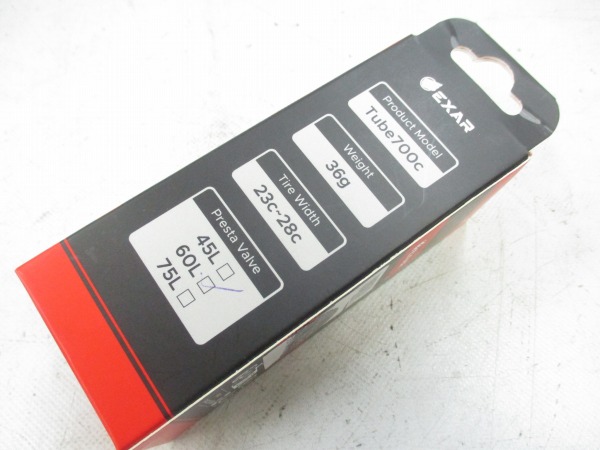 EXAR
Product Model
Tube700c
Weight
36g
Tire Width
23c~28c
Presta Valve
45L
60L
75L